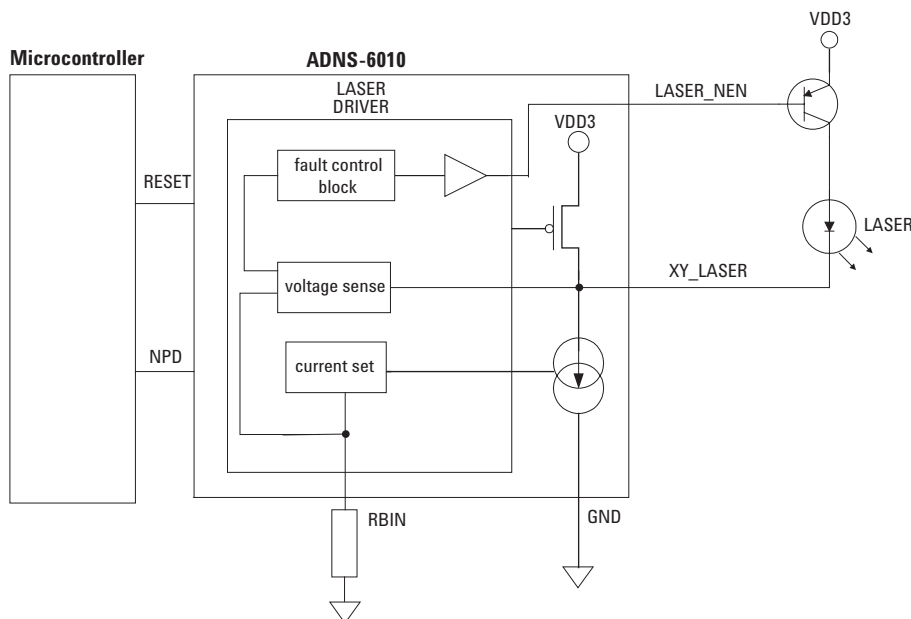 VDD3
Microcontroller
ADNS-6010
LASER
DRIVER
LASER_NEN
VDD3
fault control
block
RESET
LASER
XY_LASER
voltage sense
NPD
current set
RBIN
GND